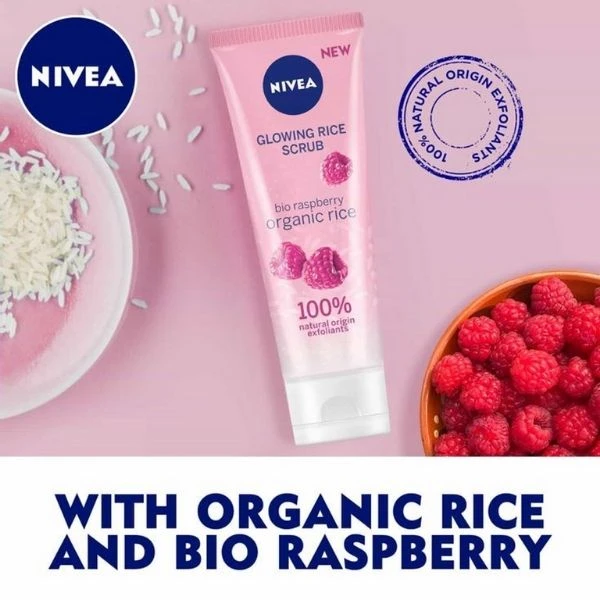 NIVEA
NEW
NIVEA
GLOWING RICE
SCRUB
bio raspberry
organic rice
100%
natural origin
exfoliants
100% NATURAL ORIGIN EXFOLIANTS
WITH ORGANIC RICE
AND BIO RASPBERRY